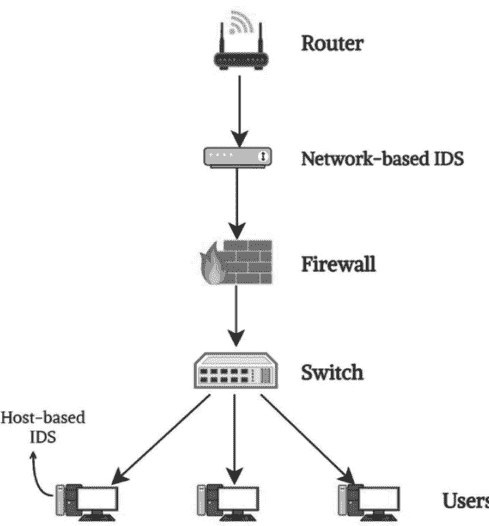 Router
Network-based IDS
Firewall
Switch
Host-based
IDS
Users